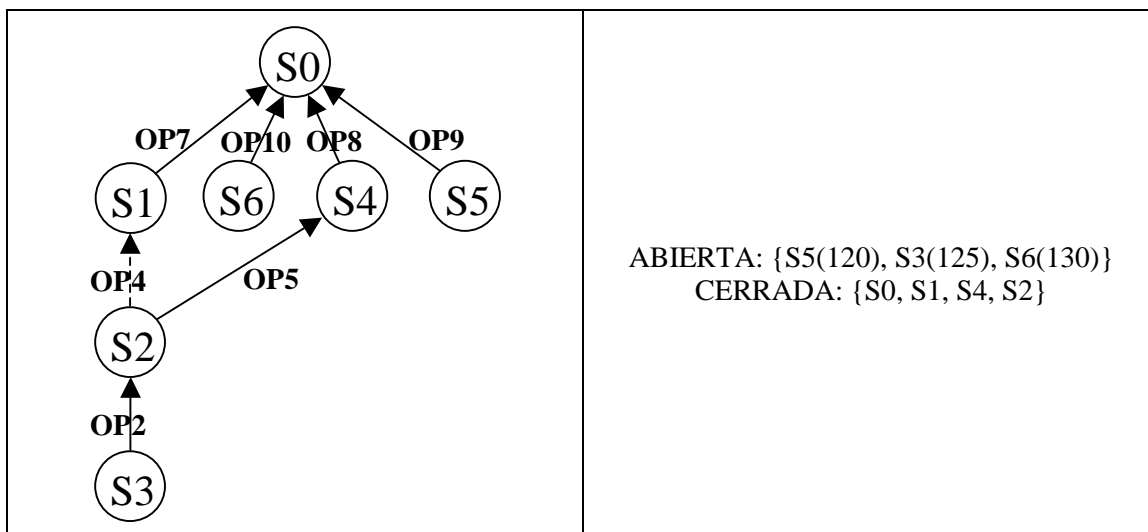 S0
OP7 OP10 OP8 OP9
S1 S6 S4 S5
OP4 OP5
S2
OP2
S3
ABIERTA: {S5(120), S3(125), S6(130)}
CERRADA: {S0, S1, S4, S2}